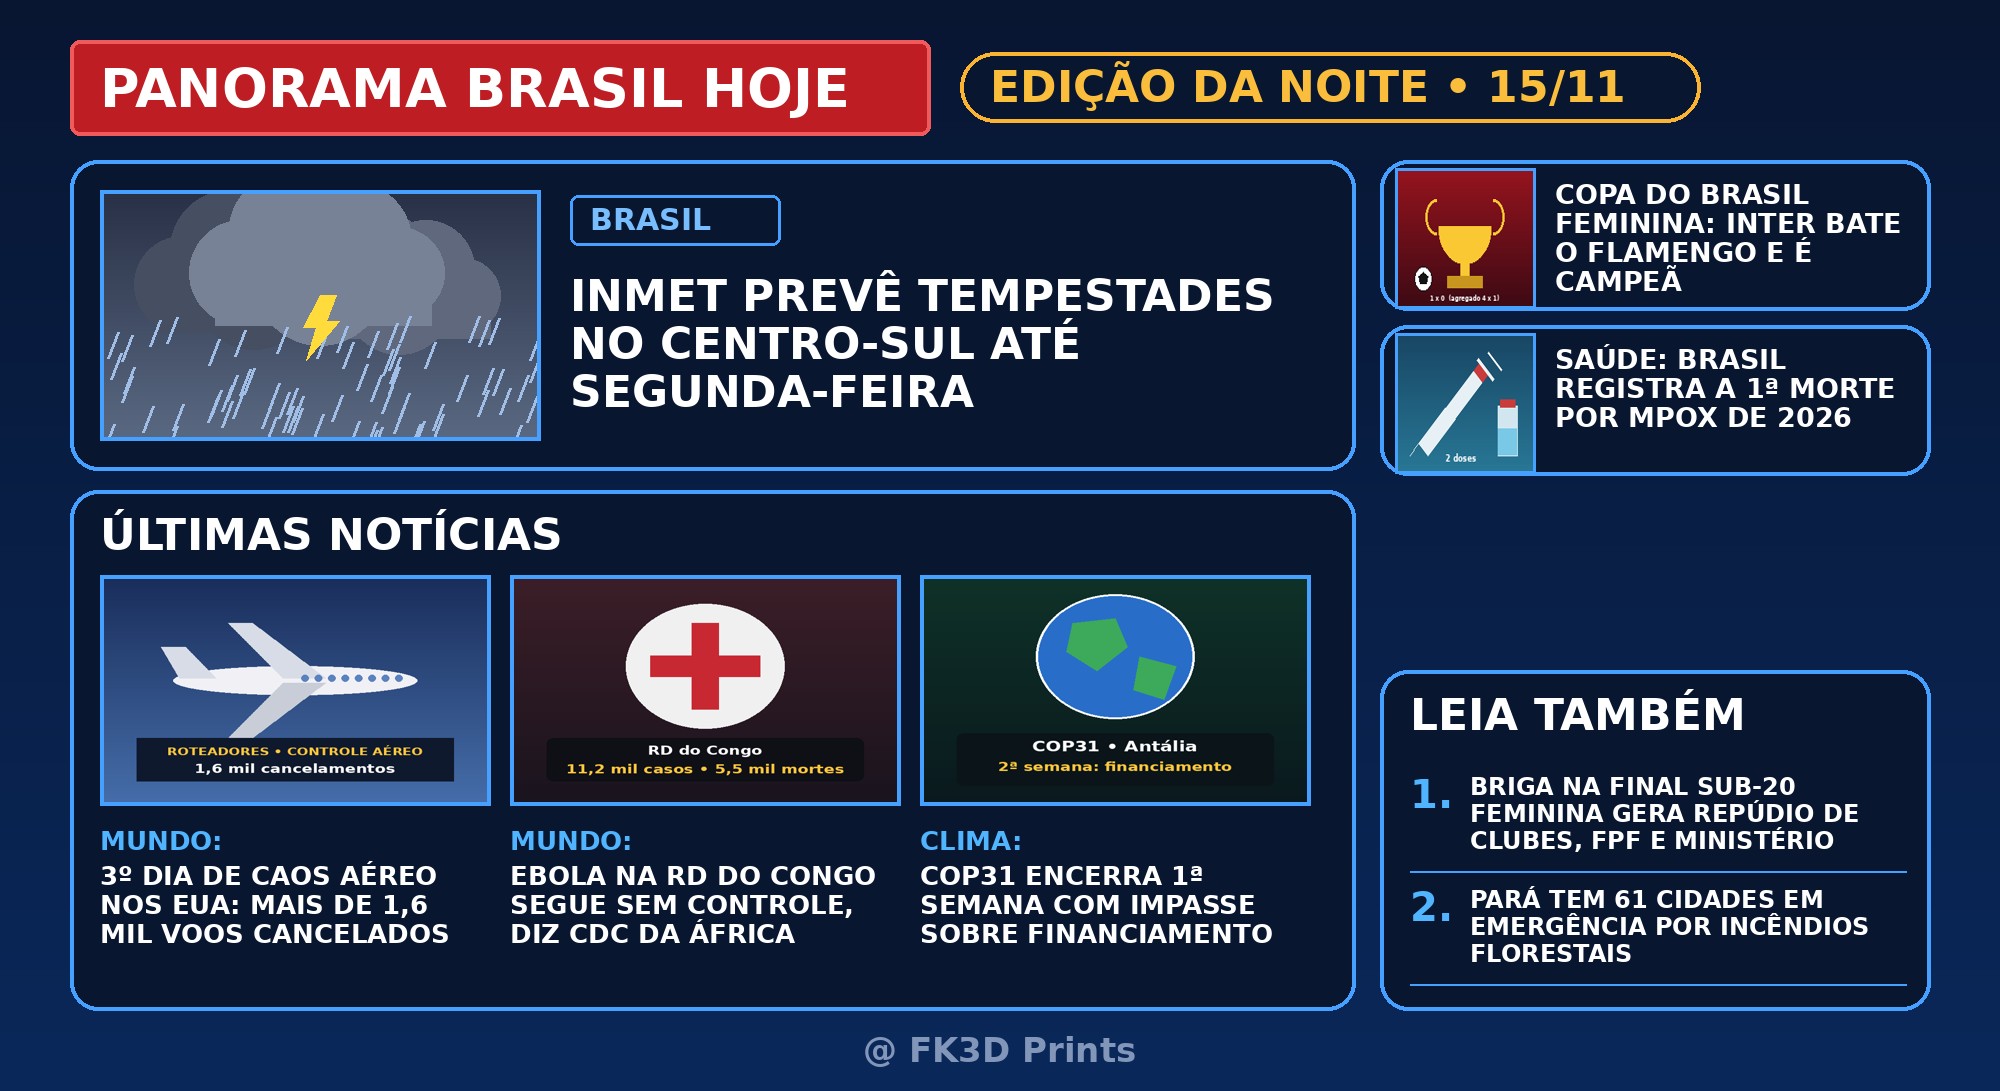 PANORAMA BRASIL HOJE
EDIÇÃO DA NOITE • 15/11
BRASIL
INMET PREVÊ TEMPESTADES
NO CENTRO-SUL ATÉ
SEGUNDA-FEIRA
COPA DO BRASIL
FEMININA: INTER BATE
O FLAMENGO E É
CAMPEÃ
1 x 0 (agregado 4 x 1)
SAÚDE: BRASIL
REGISTRA A 1ª MORTE
POR MPOX DE 2026
2 doses
ÚLTIMAS NOTÍCIAS
ROTEADORES • CONTROLE AÉREO
1,6 mil cancelamentos
MUNDO:
3º DIA DE CAOS AÉREO
NOS EUA: MAIS DE 1,6
MIL VOOS CANCELADOS
RD do Congo
11,2 mil casos • 5,5 mil mortes
MUNDO:
EBOLA NA RD DO CONGO
SEGUE SEM CONTROLE,
DIZ CDC DA ÁFRICA
COP31 • Antália
2ª semana: financiamento
CLIMA:
COP31 ENCERRA 1ª
SEMANA COM IMPASSE
SOBRE FINANCIAMENTO
LEIA TAMBÉM
1. BRIGA NA FINAL SUB-20
FEMININA GERA REPÚDIO DE
CLUBES, FPF E MINISTÉRIO
2. PARÁ TEM 61 CIDADES EM
EMERGÊNCIA POR INCÊNDIOS
FLORESTAIS
@ FK3D Prints